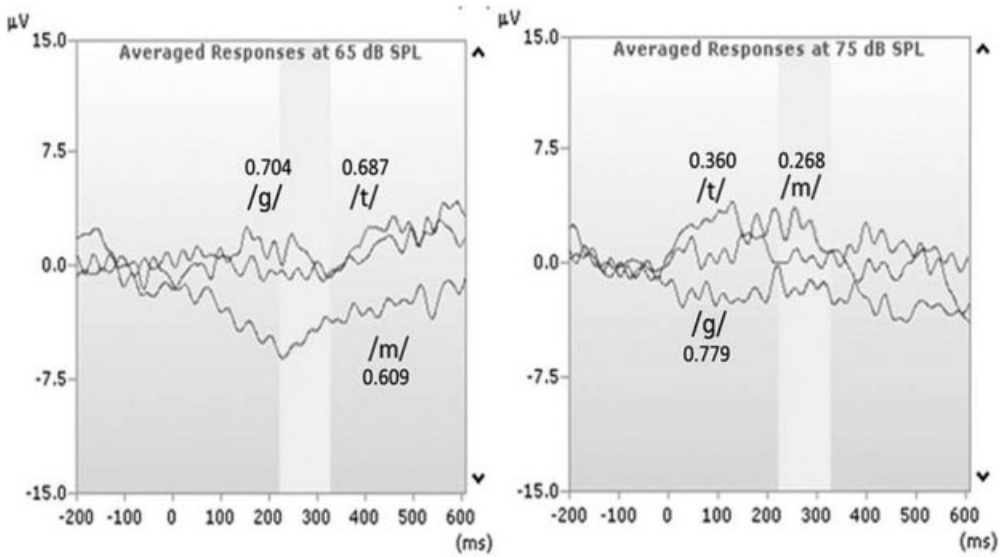 μV
15.0
Averaged Responses at 65 dB SPL
7.5
0.704
/g/
0.687
/t/
0.0
/m/
0.609
-7.5
-15.0
-200 -100 0 100 200 300 400 500 600
(ms)
μV
15.0
Averaged Responses at 75 dB SPL
7.5
0.360
/t/
0.268
/m/
0.0
/g/
0.779
-7.5
-15.0
-200 -100 0 100 200 300 400 500 600
(ms)